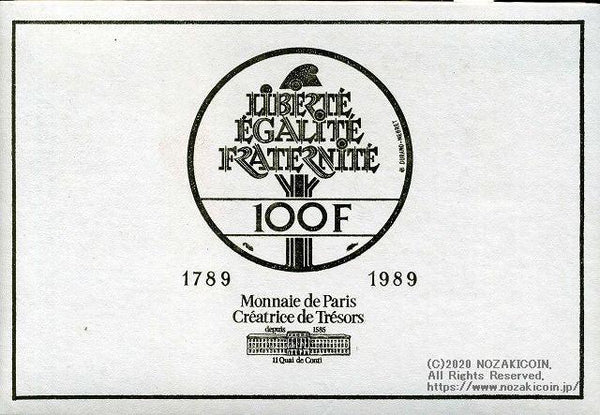 LIBERTÉ
ÉGALITÉ
FRATERNITÉ
© DURAND-MÉGRET
100F
1789 1989
Monnaie de Paris
Créatrice de Trésors
depuis 1585
11 Quai de Conti
(C)2020 NOZAKICOIN.
All Rights Reserved.
https://www.nozakicoin.jp/